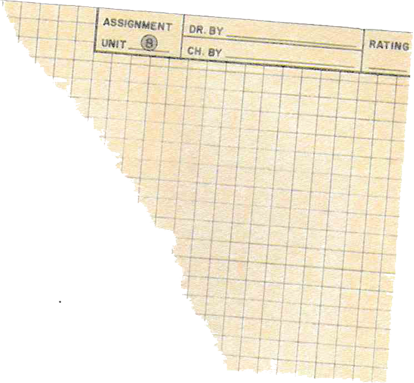 ASSIGNMENT
UNIT 8
DR. BY
CH. BY
RATING